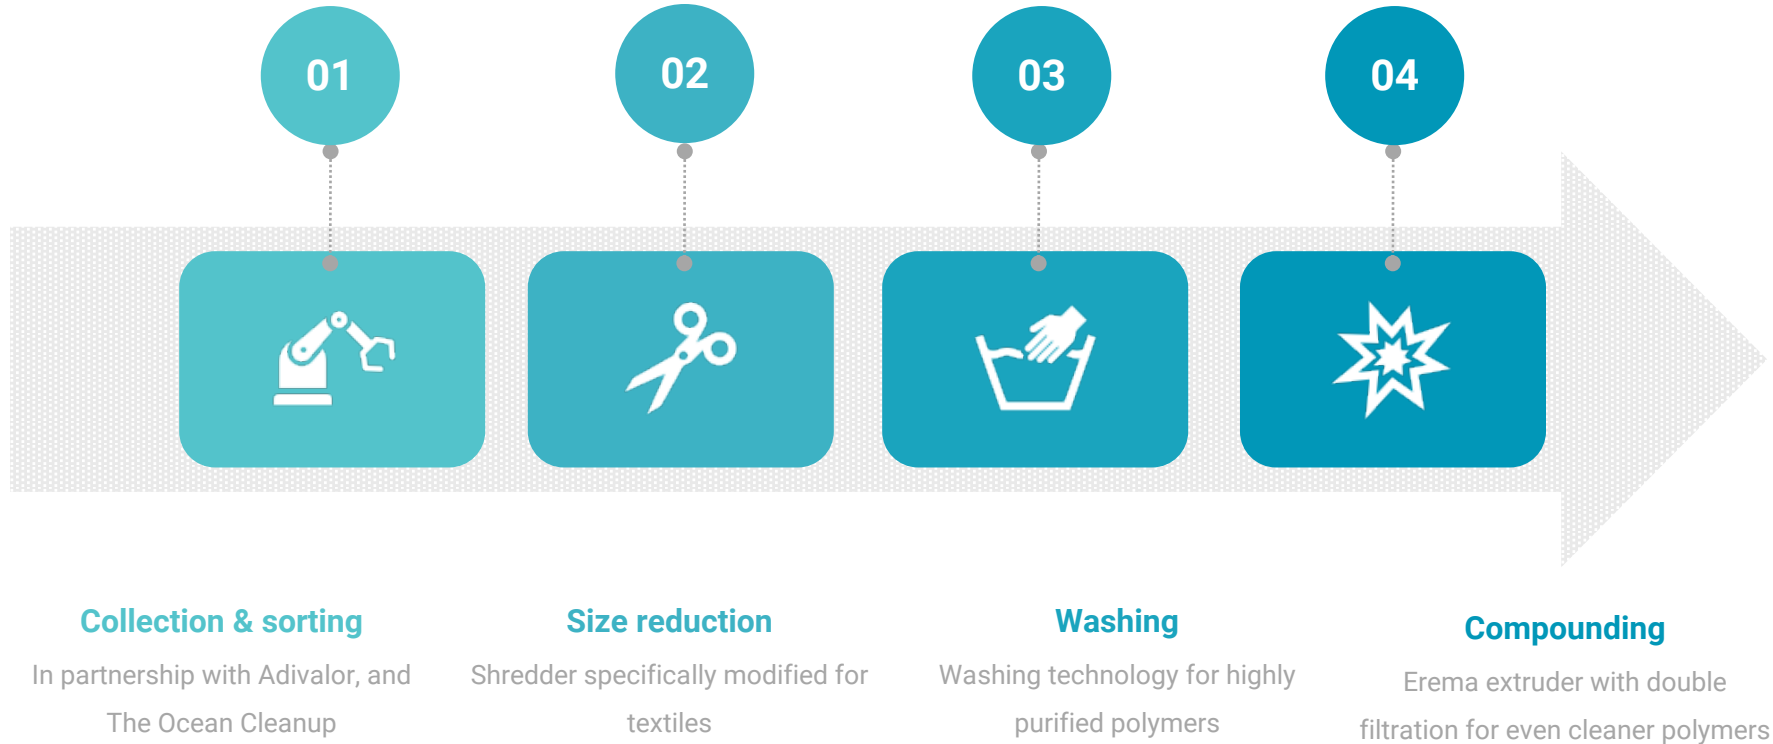 01
02
03
04
Collection & sorting
In partnership with Adivalor, and
The Ocean Cleanup
Size reduction
Shredder specifically modified for
textiles
Washing
Washing technology for highly
purified polymers
Compounding
Erema extruder with double
filtration for even cleaner polymers